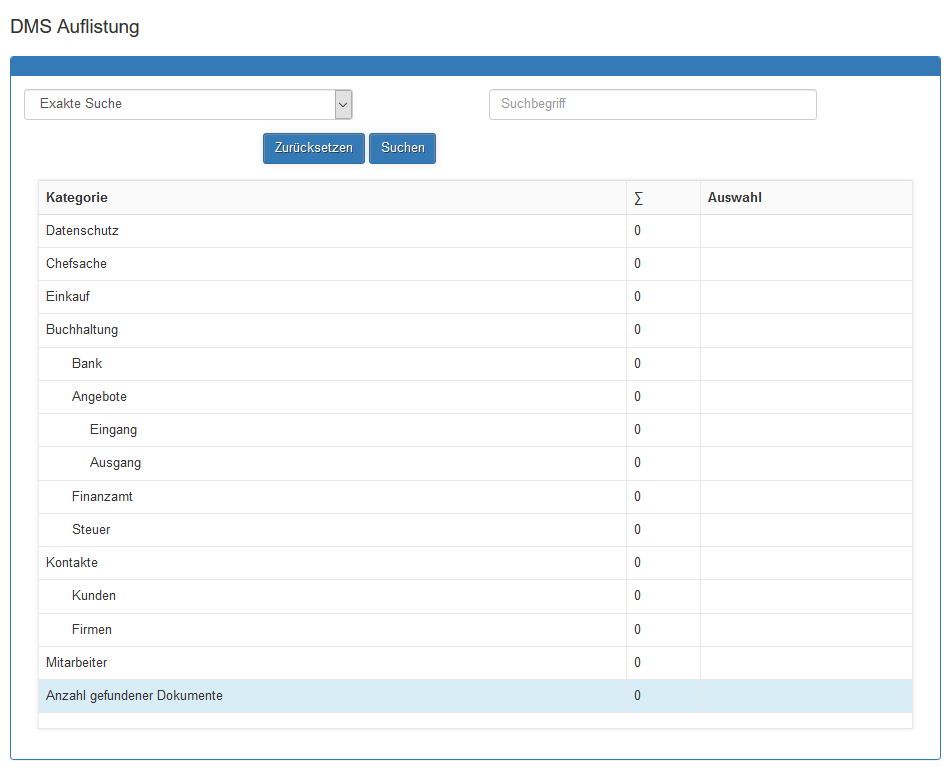 DMS Auflistung
Exakte Suche Suchbegriff
Zurücksetzen Suchen
Kategorie ∑ Auswahl
Datenschutz 0
Chefsache 0
Einkauf 0
Buchhaltung 0
Bank 0
Angebote 0
Eingang 0
Ausgang 0
Finanzamt 0
Steuer 0
Kontakte 0
Kunden 0
Firmen 0
Mitarbeiter 0
Anzahl gefundener Dokumente 0